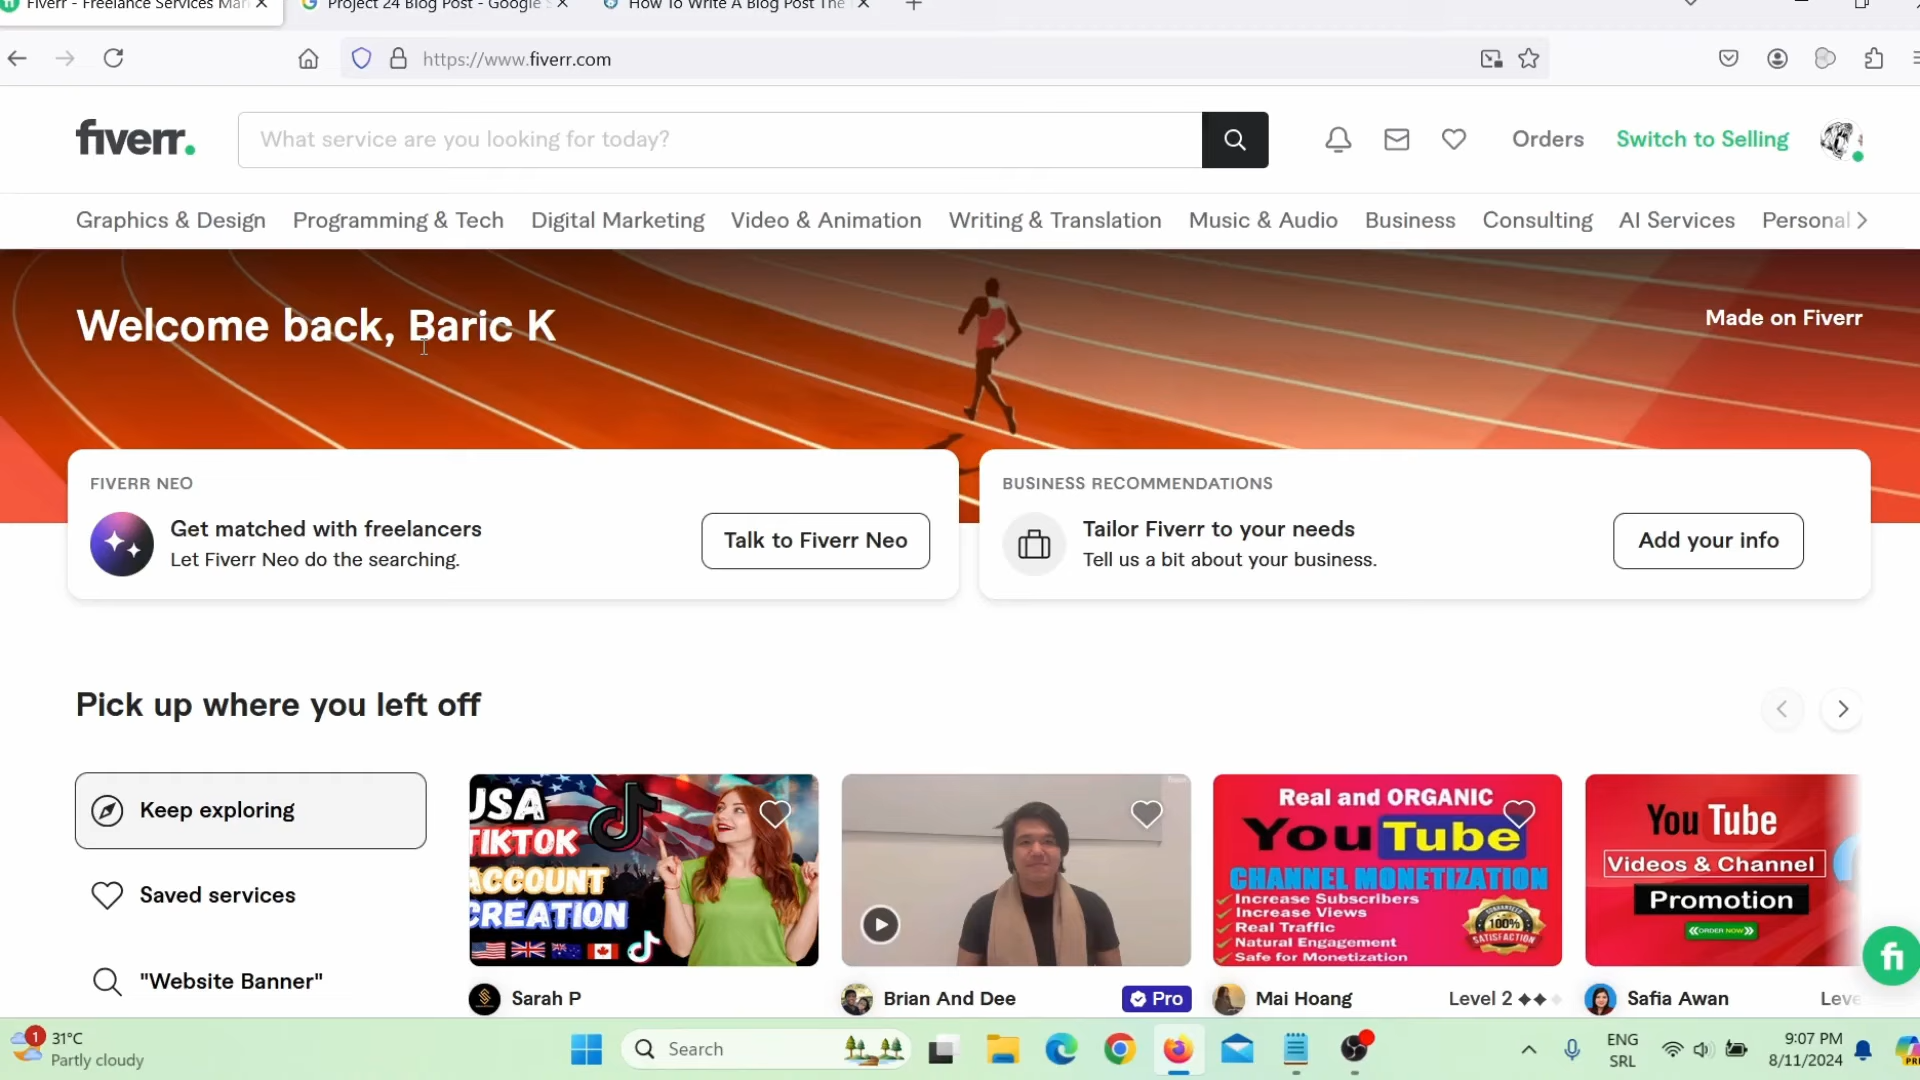 Fiverr - Freelance Services Mar
Project 24 Blog Post - Google S
How To Write A Blog Post The
https://www.fiverr.com
fiverr.
What service are you looking for today?
Orders
Switch to Selling
Graphics & Design
Programming & Tech
Digital Marketing
Video & Animation
Writing & Translation
Music & Audio
Business
Consulting
AI Services
Personal
Welcome back, Baric K
Made on Fiverr
FIVERR NEO
Get matched with freelancers
Let Fiverr Neo do the searching.
Talk to Fiverr Neo
BUSINESS RECOMMENDATIONS
Tailor Fiverr to your needs
Tell us a bit about your business.
Add your info
Pick up where you left off
Keep exploring
Saved services
"Website Banner"
USA
TIKTOK
ACCOUNT
CREATION
Real and ORGANIC
YouTube
CHANNEL MONETIZATION
Increase Subscribers
Increase Views
Real Traffic
Natural Engagement
Safe for Monetization
100%
SATISFACTION
YouTube
Videos & Channel
Promotion
ORDER NOW
fi
Sarah P
Brian And Dee
Pro
Mai Hoang
Level 2
Safia Awan
Leve
1
31°C
Partly cloudy
Search
ENG
SRL
9:07 PM
8/11/2024
PRE